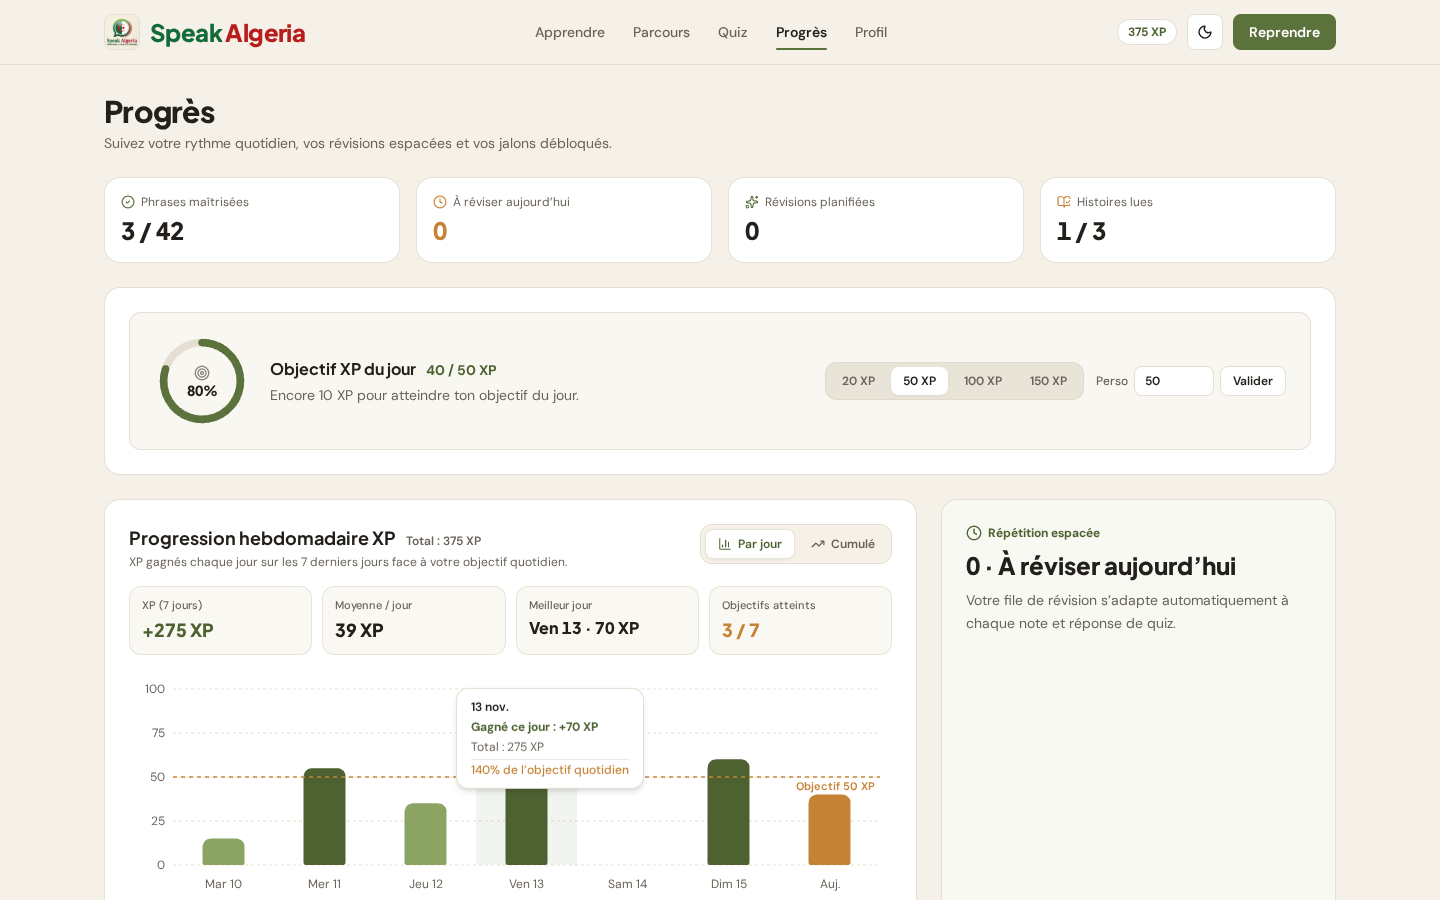 Speak Algeria
Apprendre
Parcours
Quiz
Progrès
Profil
375 XP
Reprendre
Progrès
Suivez votre rythme quotidien, vos révisions espacées et vos jalons débloqués.
Phrases maîtrisées
3 / 42
À réviser aujourd’hui
0
Révisions planifiées
0
Histoires lues
1 / 3
80%
Objectif XP du jour 40 / 50 XP
Encore 10 XP pour atteindre ton objectif du jour.
20 XP
50 XP
100 XP
150 XP
Perso
50
Valider
Progression hebdomadaire XP Total : 375 XP
XP gagnés chaque jour sur les 7 derniers jours face à votre objectif quotidien.
Par jour
Cumulé
XP (7 jours)
+275 XP
Moyenne / jour
39 XP
Meilleur jour
Ven 13 · 70 XP
Objectifs atteints
3 / 7
100
75
50
25
0
13 nov.
Gagné ce jour : +70 XP
Total : 275 XP
140% de l’objectif quotidien
Objectif 50 XP
Mar 10
Mer 11
Jeu 12
Ven 13
Sam 14
Dim 15
Auj.
Répétition espacée
0 · À réviser aujourd’hui
Votre file de révision s’adapte automatiquement à
chaque note et réponse de quiz.